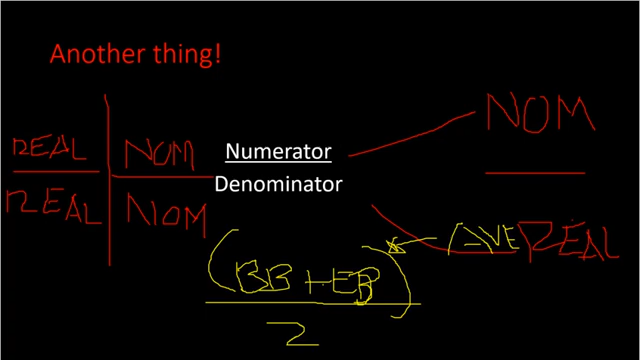 Another thing!
REAL
REAL
NOM
NOM
Numerator
Denominator
NOM
REAL
(BB+EB)
2
AVE